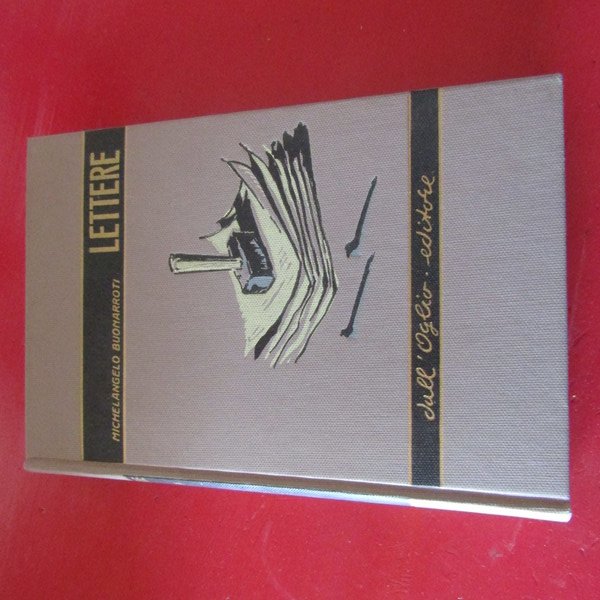 MICHELANGELO BUONARROTI
LETTERE
dall'Oglio · editore